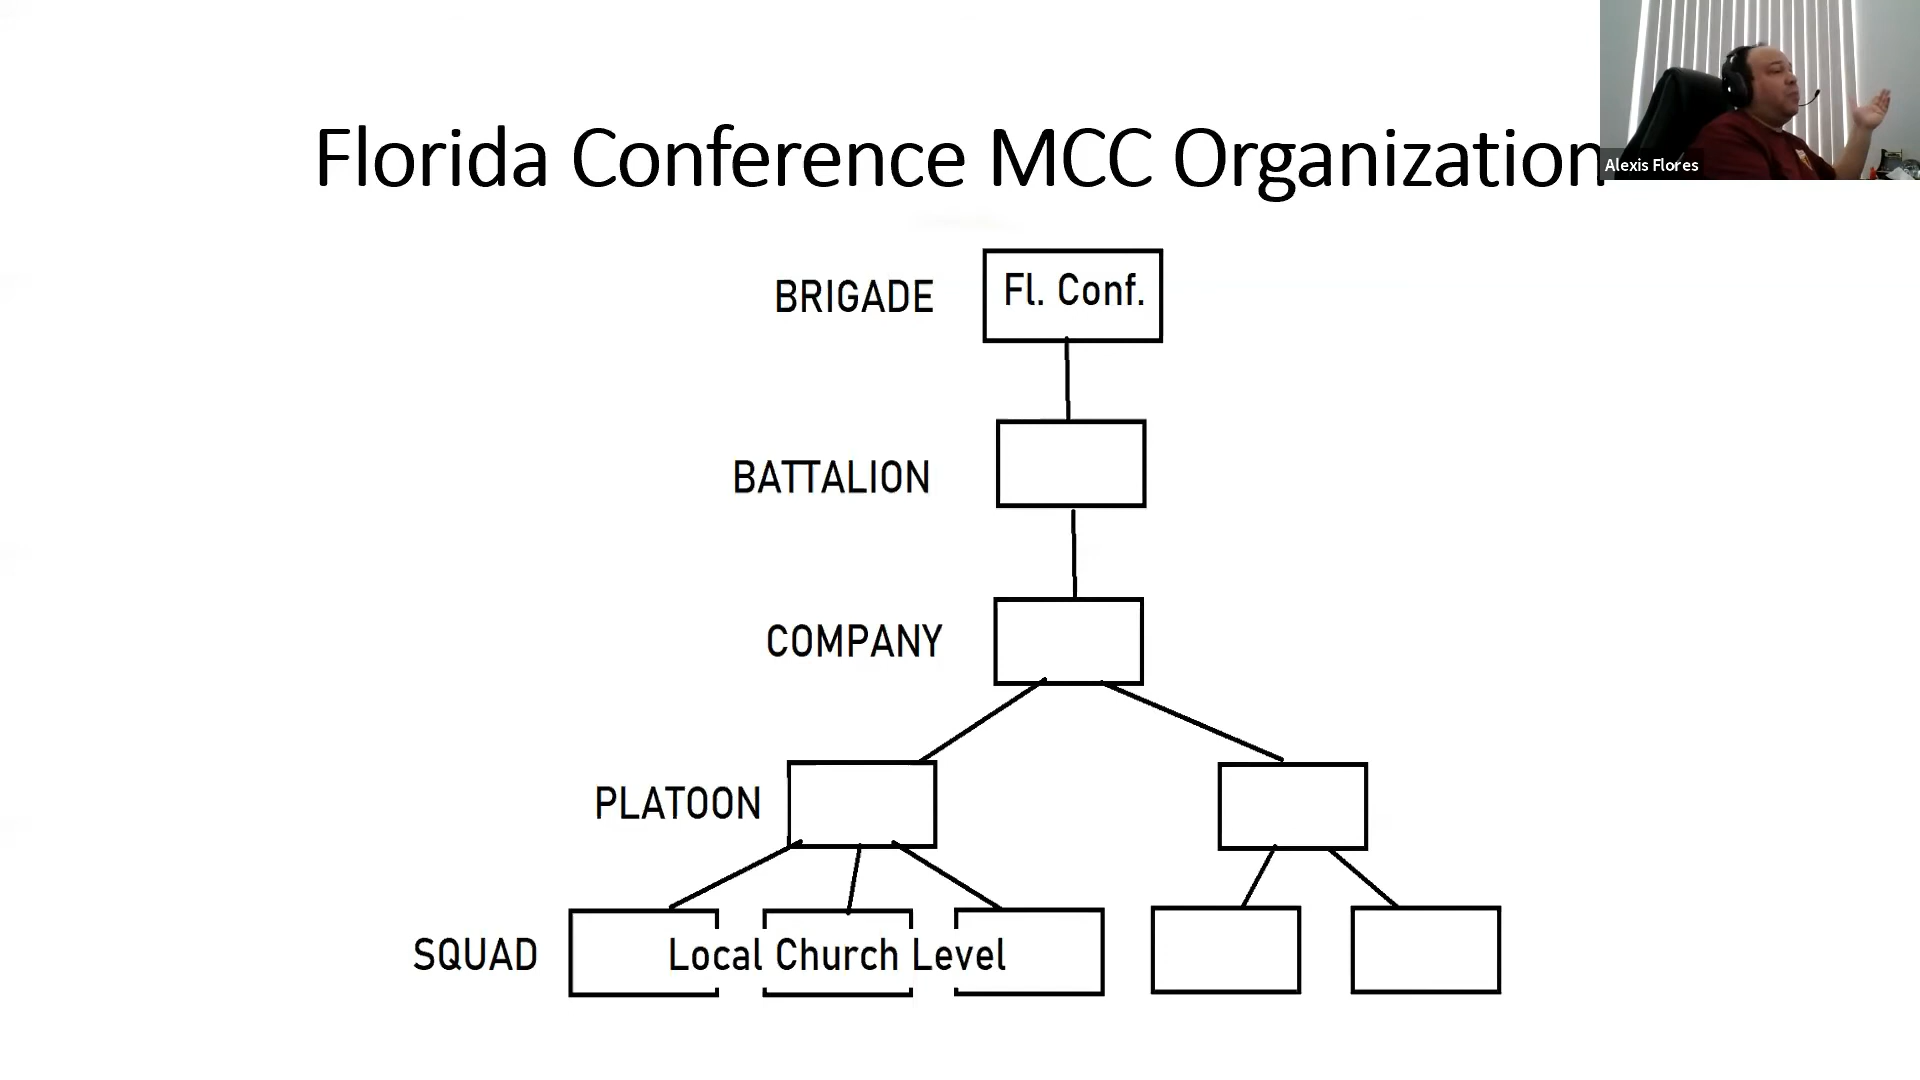 Florida Conference MCC Organization
Alexis Flores
BRIGADE
Fl. Conf.
BATTALION
COMPANY
PLATOON
SQUAD
Local Church Level